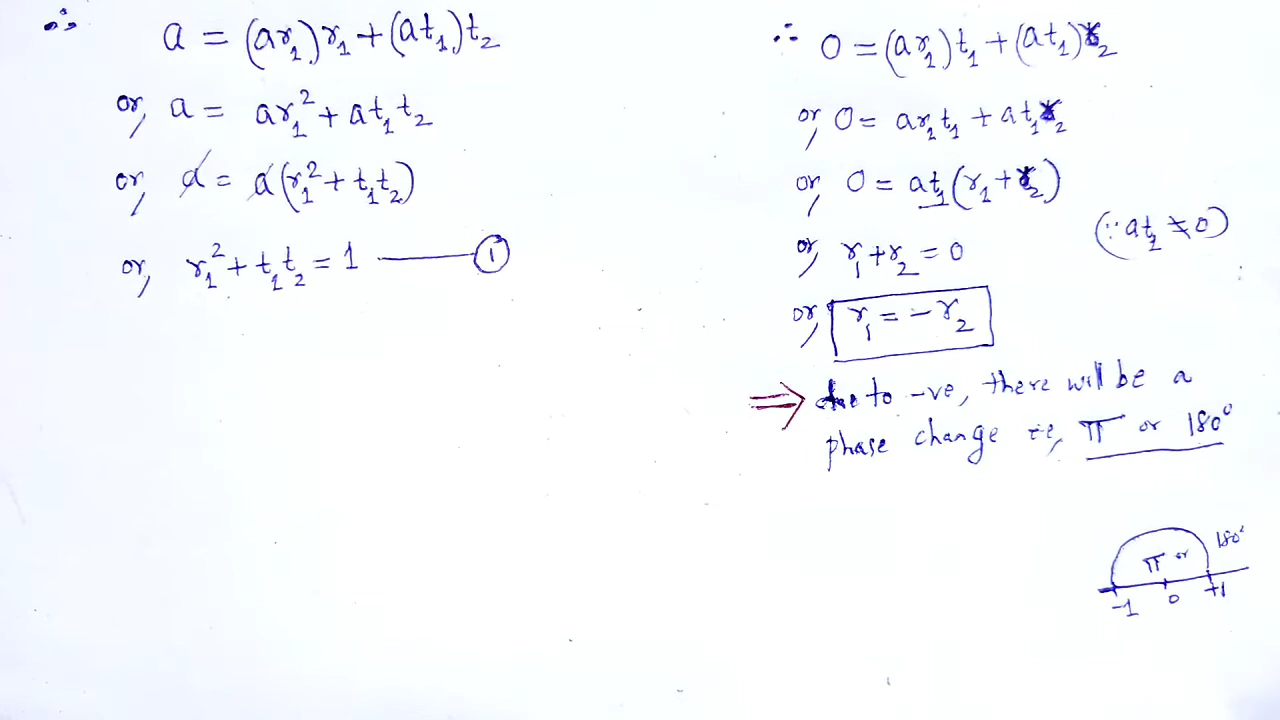 ∴ a = (ar₁)r₁ + (at₁)t₂
or, a = ar₁² + at₁t₂
or, a = a(r₁² + t₁t₂)
or, r₁² + t₁t₂ = 1 ——— ①
∴ 0 = (ar₁)t₁ + (at₁)r₂
or, 0 = ar₁t₁ + at₁r₂
or, 0 = at₁(r₁ + r₂)
(∵ at₁ ≠ 0)
or, r₁ + r₂ = 0
or, r₁ = - r₂
⇒ due to -ve, there will be a
phase change ie, π or 180°
π or 180°
-1 0 +1